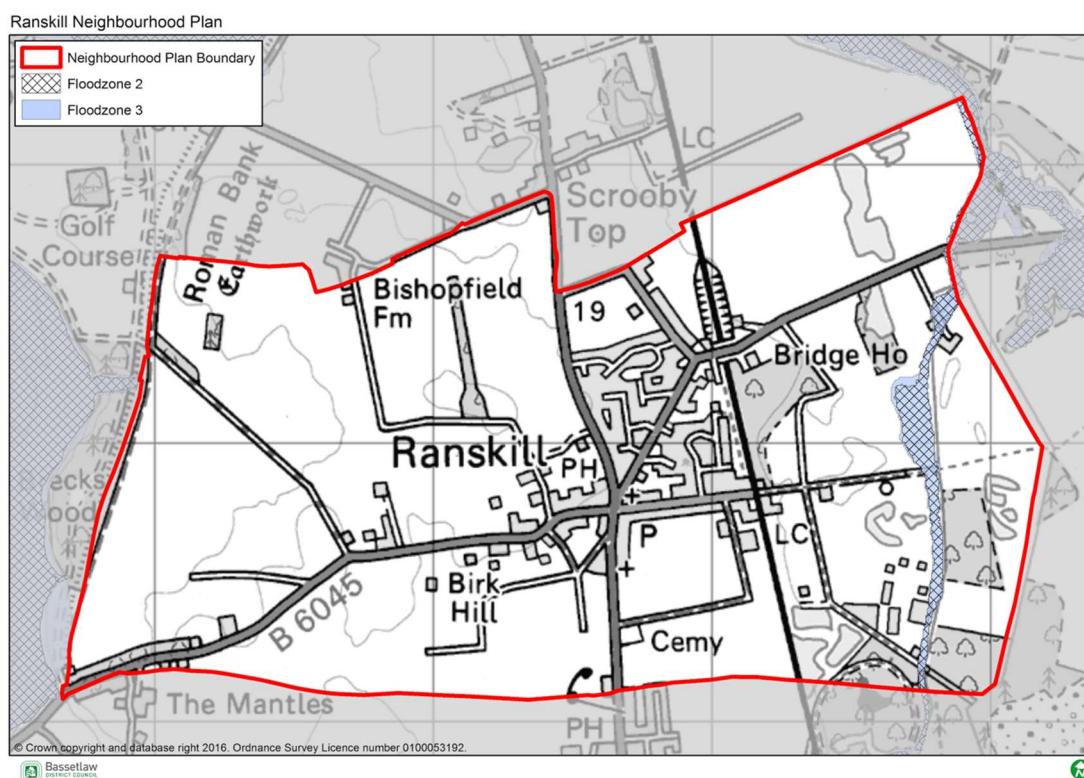 Ranskill Neighbourhood Plan
Neighbourhood Plan Boundary
Floodzone 2
Floodzone 3
LC
Scrooby
Top
Golf
Course
Roman Bank
Earthwork
Bishopfield
Fm
19
Bridge Ho
Ranskill
PH
P
LC
Birk
Hill
B 6045
Cemy
The Mantles
PH
© Crown copyright and database right 2016. Ordnance Survey Licence number 0100053192.
Bassetlaw
DISTRICT COUNCIL